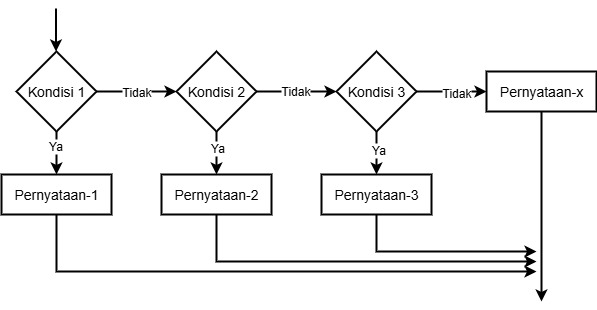 Kondisi 1
Tidak
Kondisi 2
Tidak
Kondisi 3
Tidak
Pernyataan-x
Ya
Ya
Ya
Pernyataan-1
Pernyataan-2
Pernyataan-3